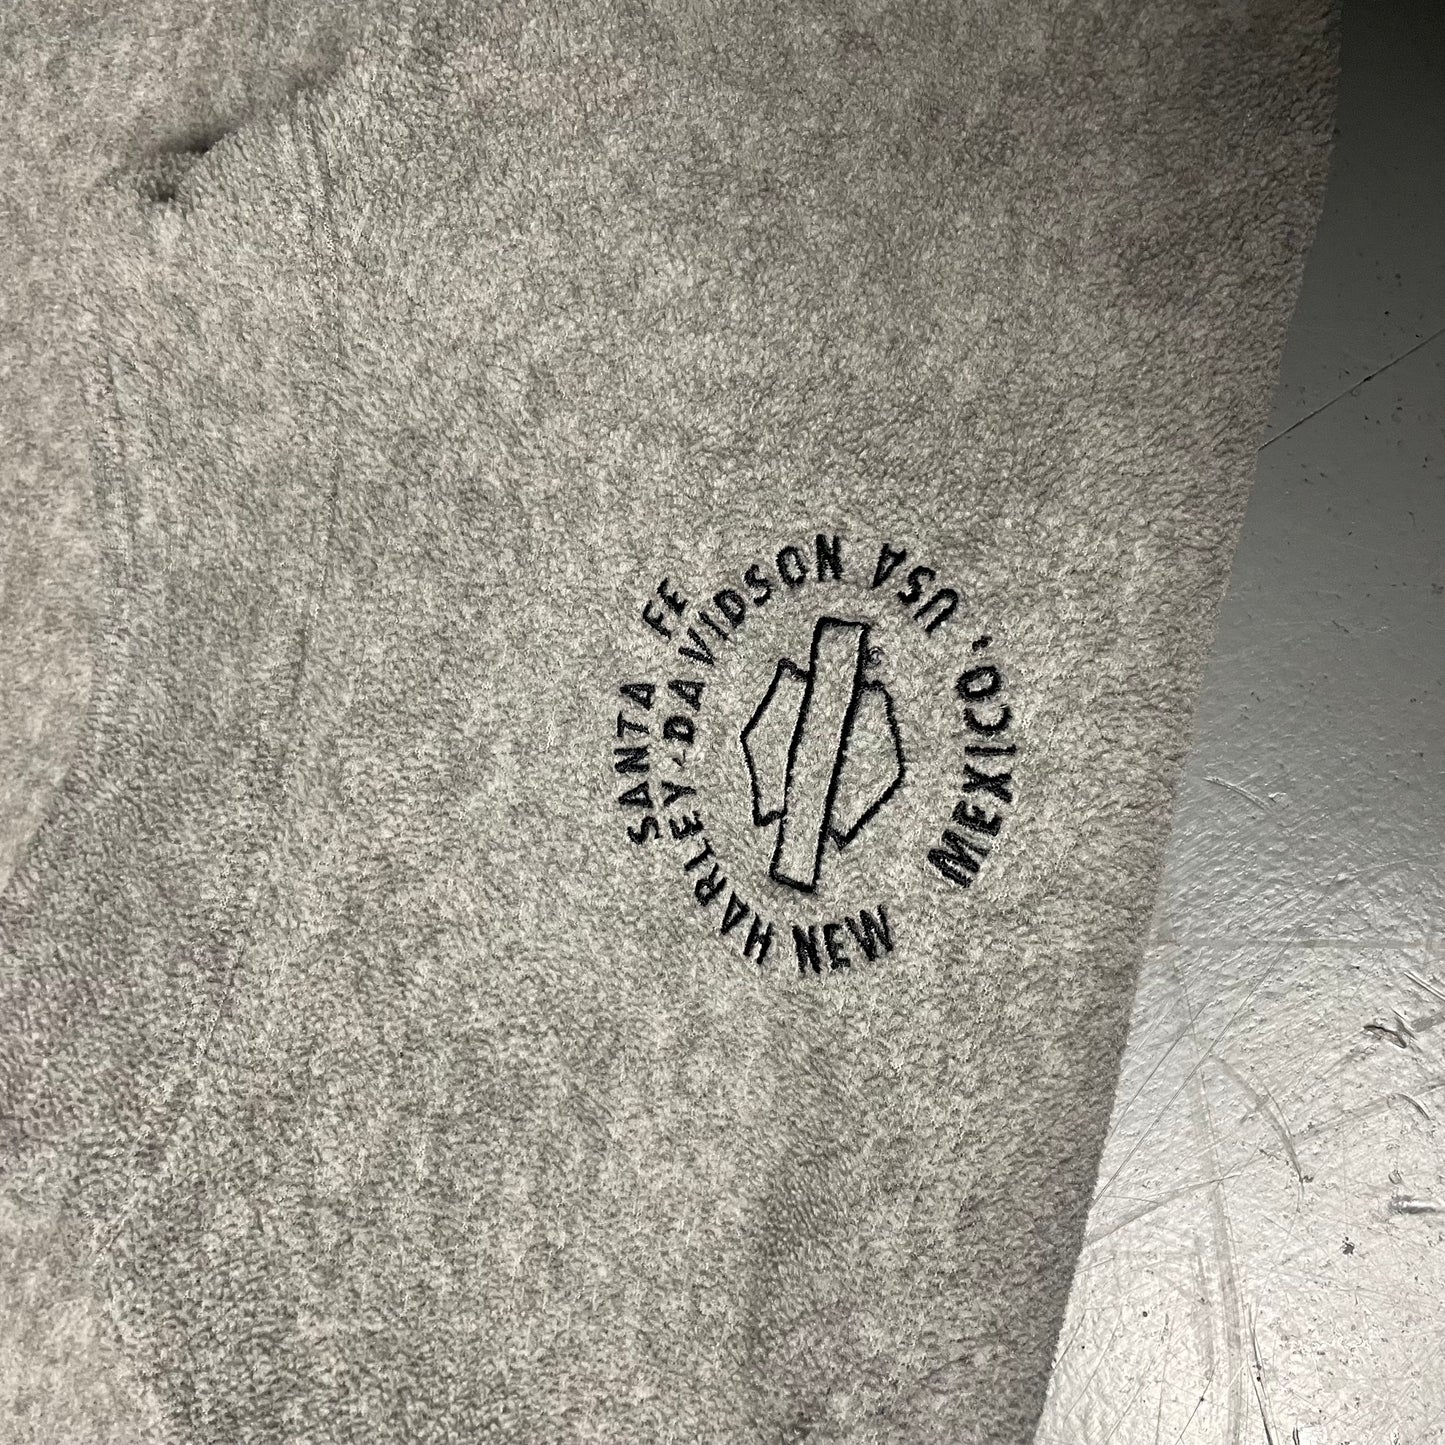 SANTA FE
HARLEY-DAVIDSON
NEW MEXICO, USA
®